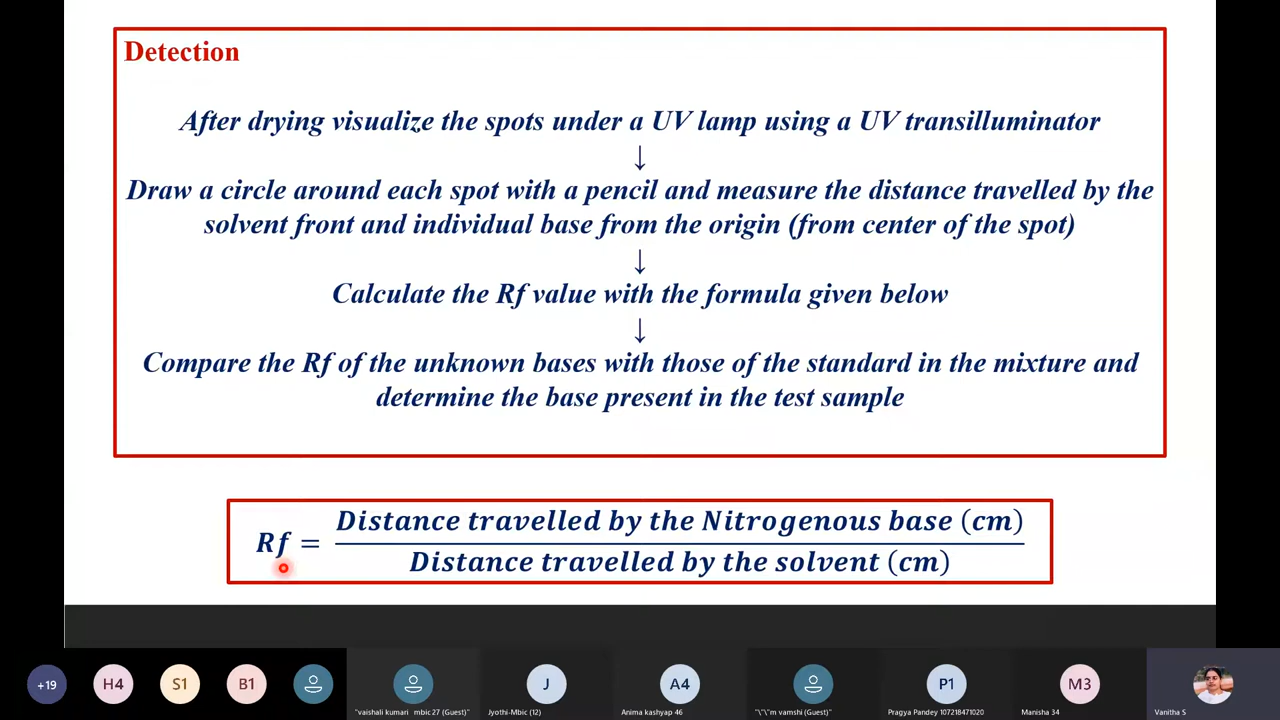 Detection
After drying visualize the spots under a UV lamp using a UV transilluminator
↓
Draw a circle around each spot with a pencil and measure the distance travelled by the
solvent front and individual base from the origin (from center of the spot)
↓
Calculate the Rf value with the formula given below
↓
Compare the Rf of the unknown bases with those of the standard in the mixture and
determine the base present in the test sample
Distance travelled by the Nitrogenous base (cm)
Rf =
Distance travelled by the solvent (cm)
+19 H4 S1 B1 J A4 P1 M3
"vaishali kumari mbic 27 (Guest)" Jyothi-Mbic (12) Anima kashyap 46 "\"\"m vamshi (Guest)" Pragya Pandey 107218471020 Manisha 34 Vanitha S